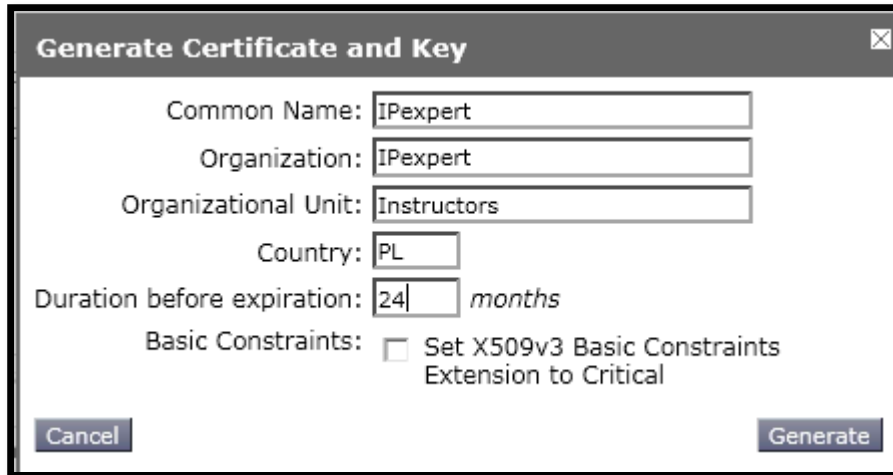 Generate Certificate and Key
Common Name: IPexpert
Organization: IPexpert
Organizational Unit: Instructors
Country: PL
Duration before expiration: 24 months
Basic Constraints: Set X509v3 Basic Constraints
Extension to Critical
Cancel Generate